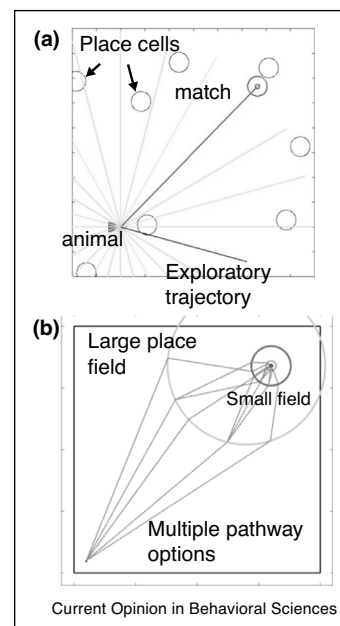 (a)
Place cells
match
animal
Exploratory
trajectory
(b)
Large place
field
Small field
Multiple pathway
options
Current Opinion in Behavioral Sciences